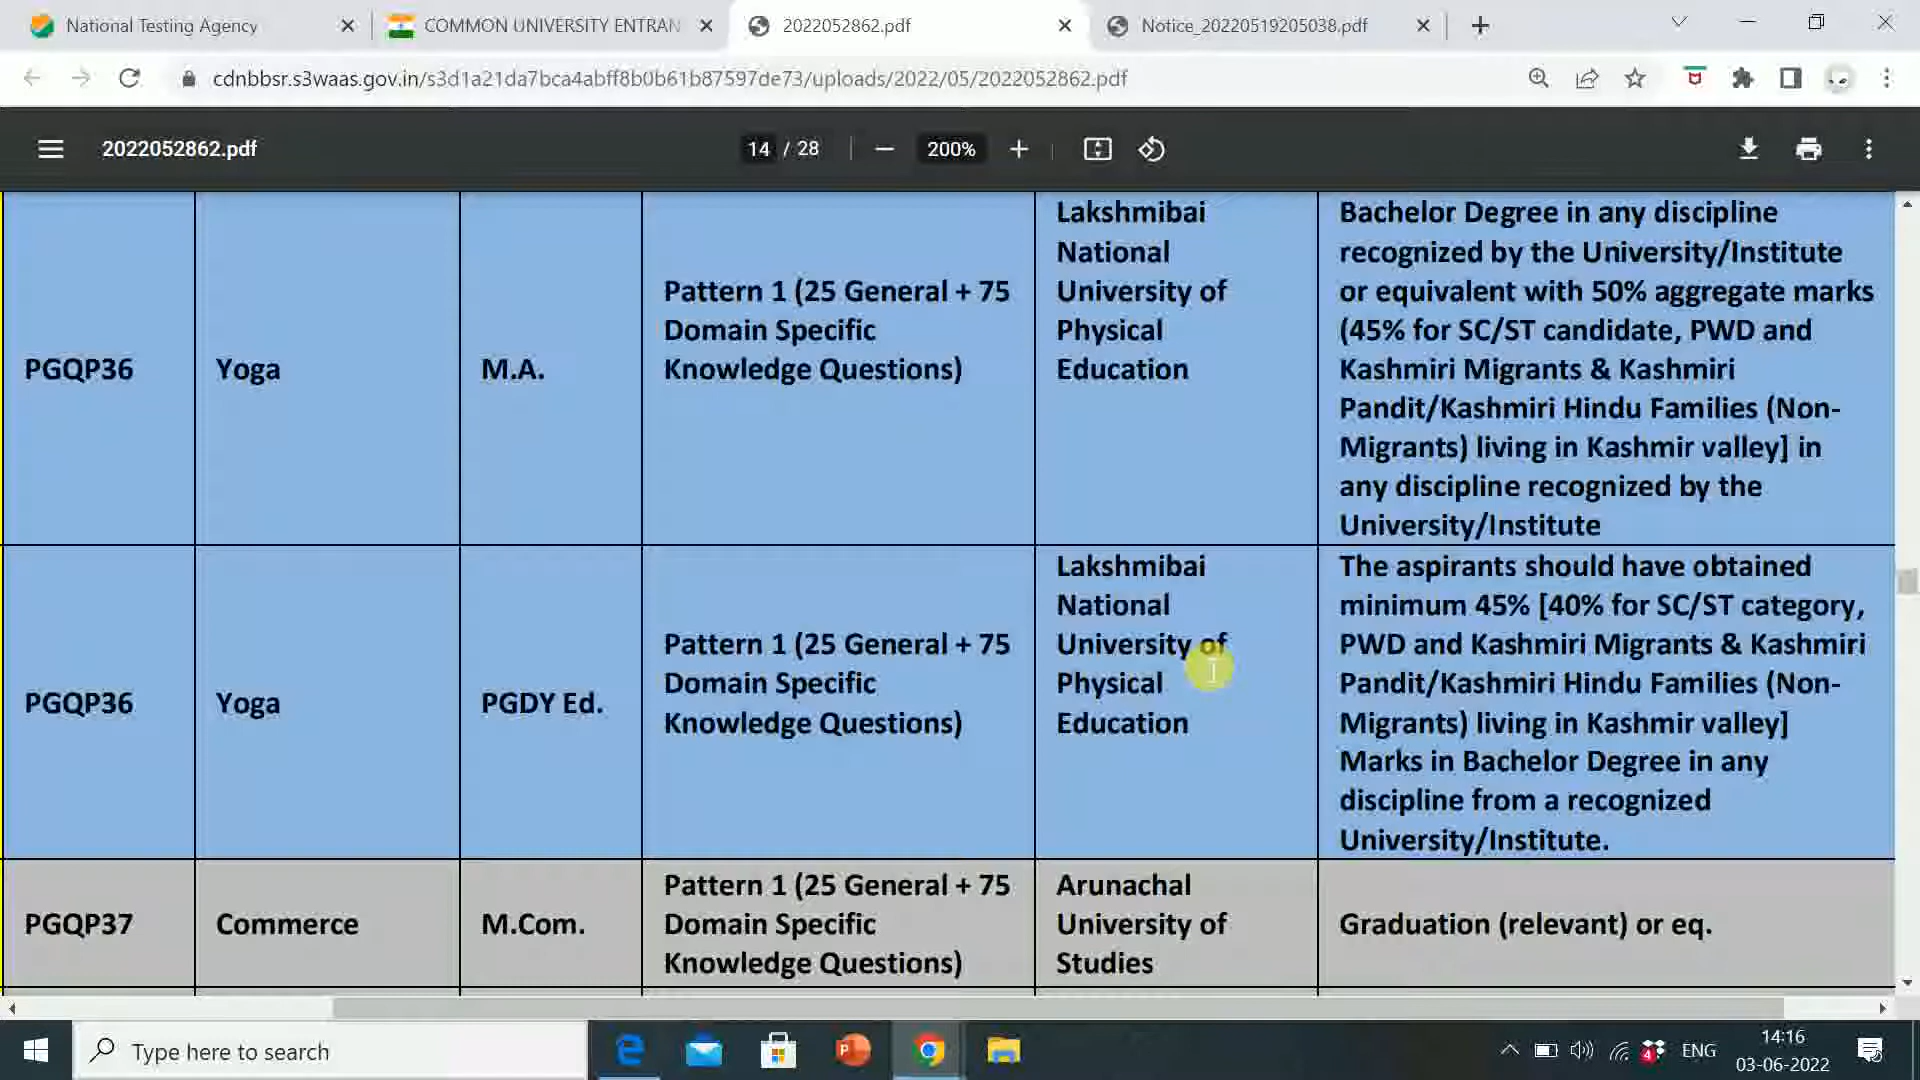 National Testing Agency
COMMON UNIVERSITY ENTRAN
2022052862.pdf
Notice_20220519205038.pdf
cdnbbsr.s3waas.gov.in/s3d1a21da7bca4abff8b0b61b87597de73/uploads/2022/05/2022052862.pdf
2022052862.pdf
14 / 28
200%
PGQP36
Yoga
M.A.
Pattern 1 (25 General + 75
Domain Specific
Knowledge Questions)
Lakshmibai
National
University of
Physical
Education
Bachelor Degree in any discipline
recognized by the University/Institute
or equivalent with 50% aggregate marks
(45% for SC/ST candidate, PWD and
Kashmiri Migrants & Kashmiri
Pandit/Kashmiri Hindu Families (Non-
Migrants) living in Kashmir valley] in
any discipline recognized by the
University/Institute
PGQP36
Yoga
PGDY Ed.
Pattern 1 (25 General + 75
Domain Specific
Knowledge Questions)
Lakshmibai
National
University of
Physical
Education
The aspirants should have obtained
minimum 45% [40% for SC/ST category,
PWD and Kashmiri Migrants & Kashmiri
Pandit/Kashmiri Hindu Families (Non-
Migrants) living in Kashmir valley]
Marks in Bachelor Degree in any
discipline from a recognized
University/Institute.
PGQP37
Commerce
M.Com.
Pattern 1 (25 General + 75
Domain Specific
Knowledge Questions)
Arunachal
University of
Studies
Graduation (relevant) or eq.
Type here to search
4
ENG
14:16
03-06-2022